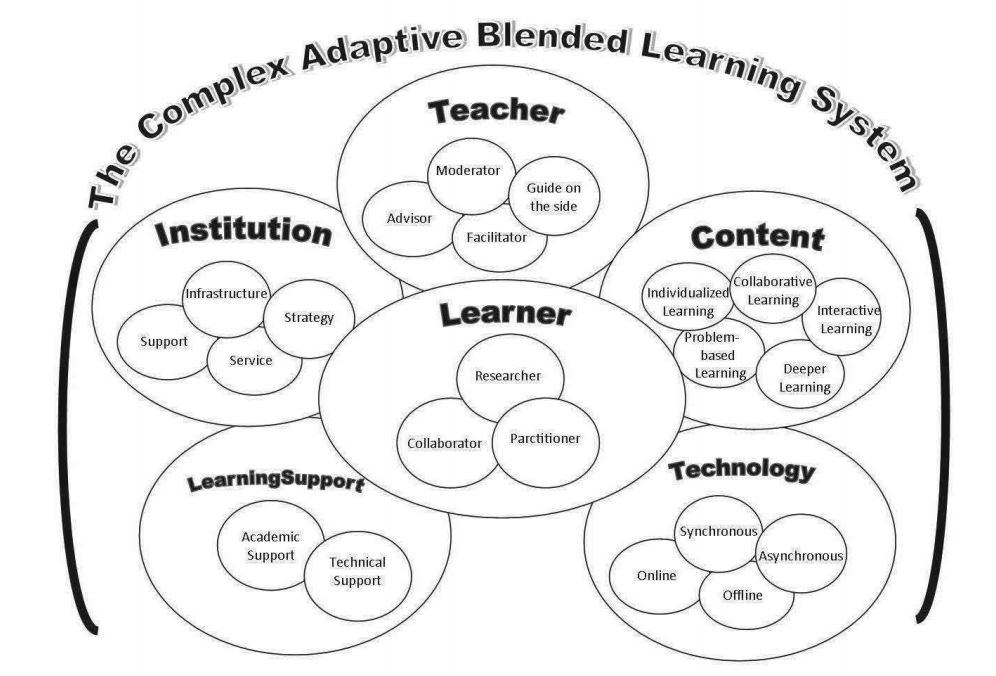 The Complex Adaptive Blended Learning System
Teacher
Moderator
Guide on
the side
Advisor
Facilitator
Institution
Infrastructure
Strategy
Support
Service
Content
Individualized
Learning
Collaborative
Learning
Interactive
Learning
Problem-
based
Learning
Deeper
Learning
Learner
Researcher
Collaborator
Parctitioner
LearningSupport
Academic
Support
Technical
Support
Technology
Synchronous
Asynchronous
Online
Offline